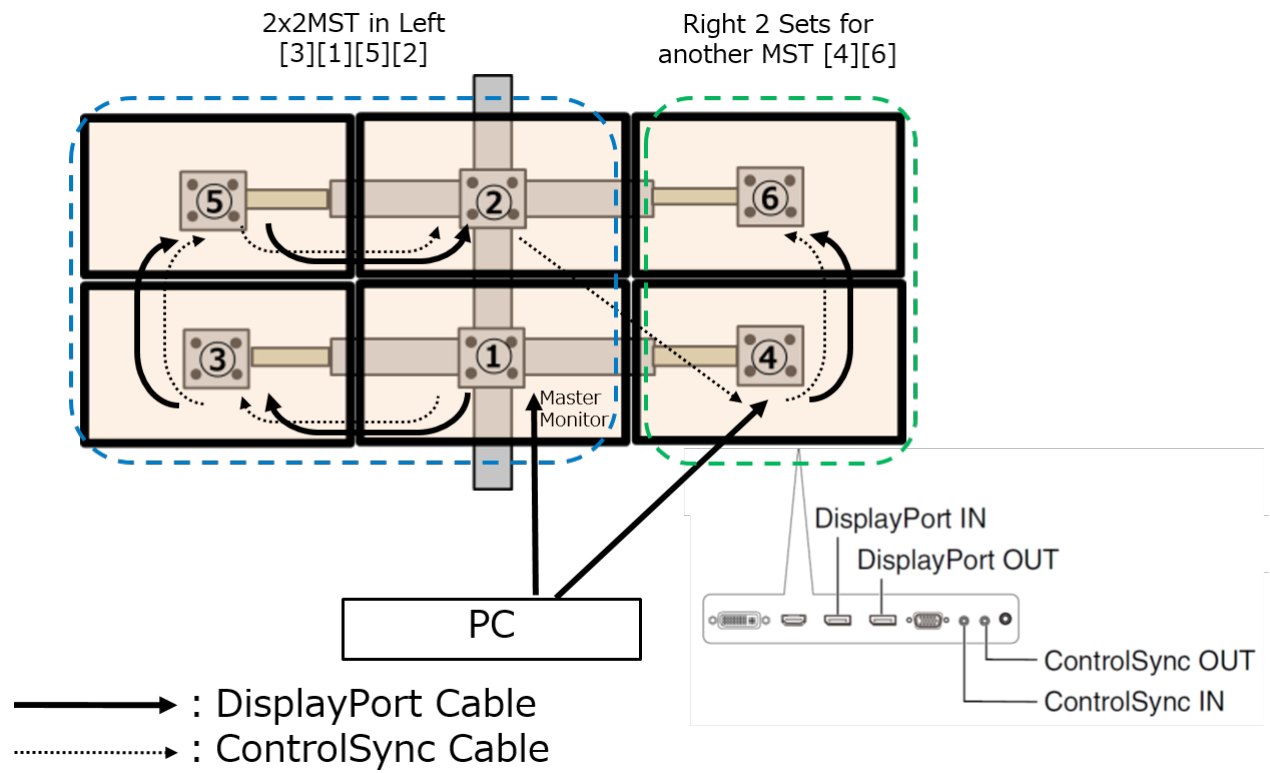 2x2MST in Left
[3][1][5][2]
Right 2 Sets for
another MST [4][6]
5
2
6
3
1
4
Master
Monitor
DisplayPort IN
DisplayPort OUT
PC
ControlSync OUT
ControlSync IN
: DisplayPort Cable
: ControlSync Cable